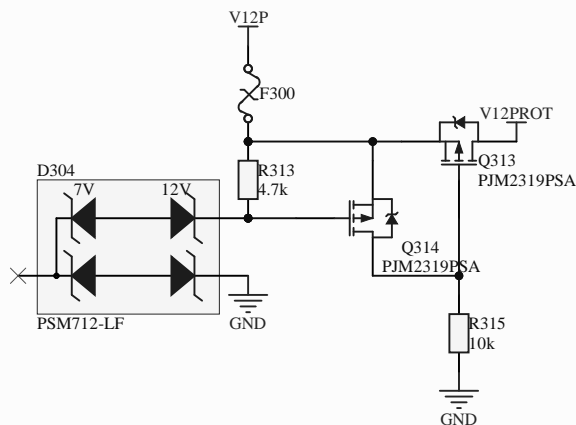 V12P
F300
V12PROT
D304
7V
12V
R313
4.7k
Q313
PJM2319PSA
Q314
PJM2319PSA
PSM712-LF
GND
R315
10k
GND